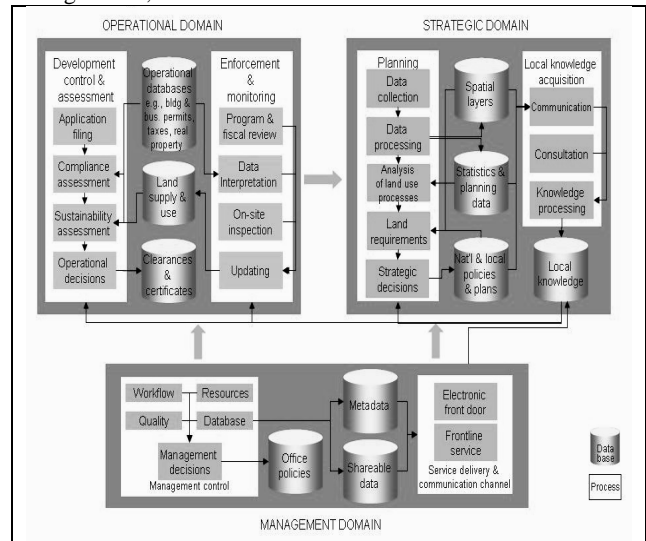 OPERATIONAL DOMAIN
Development
control &
assessment
Application
filing
Compliance
assessment
Sustainability
assessment
Operational
decisions
Operational
databases
e.g., bldg &
bus. permits,
taxes, real
property
Land
supply &
use
Clearances
&
certificates
Enforcement
&
monitoring
Program &
fiscal review
Data
Interpretation
On-site
inspection
Updating
STRATEGIC DOMAIN
Planning
Data
collection
Data
processing
Analysis
of land use
processes
Land
requirements
Strategic
decisions
Spatial
layers
Statistics &
planning
data
Nat'l & local
policies
& plans
Local knowledge
acquisition
Communication
Consultation
Knowledge
processing
Local
knowledge
Workflow
Resources
Quality
Database
Management
decisions
Management control
Office
policies
Metadata
Shareable
data
Electronic
front door
Frontline
service
Service delivery &
communication channel
MANAGEMENT DOMAIN
Data
base
Process